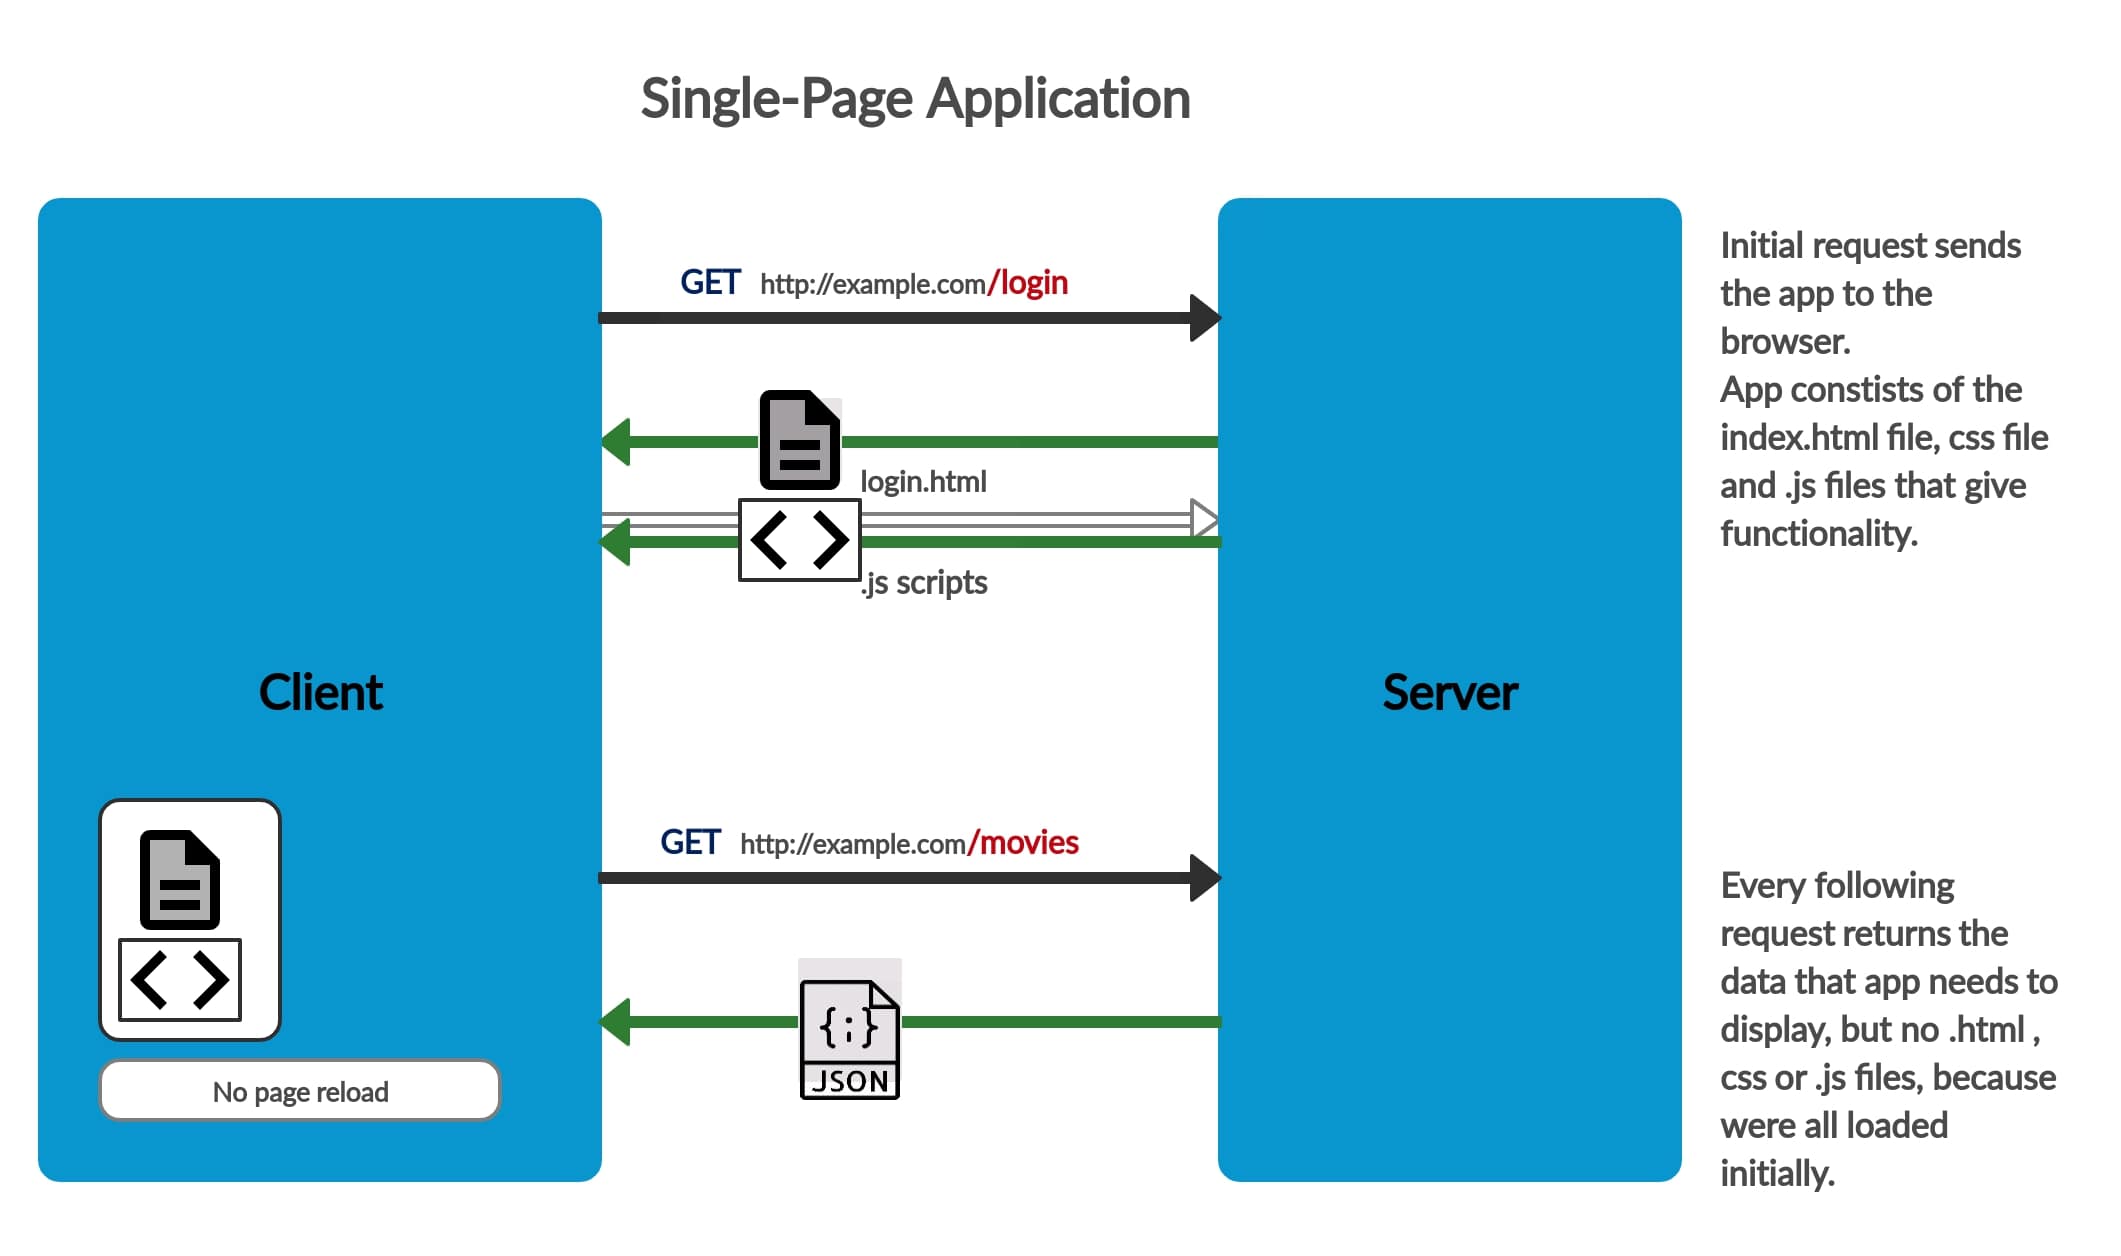 Single-Page Application
GET http://example.com/login
login.html
.js scripts
Client
Server
Initial request sends
the app to the
browser.
App constists of the
index.html file, css file
and .js files that give
functionality.
GET http://example.com/movies
{;}
JSON
No page reload
Every following
request returns the
data that app needs to
display, but no .html ,
css or .js files, because
were all loaded
initially.